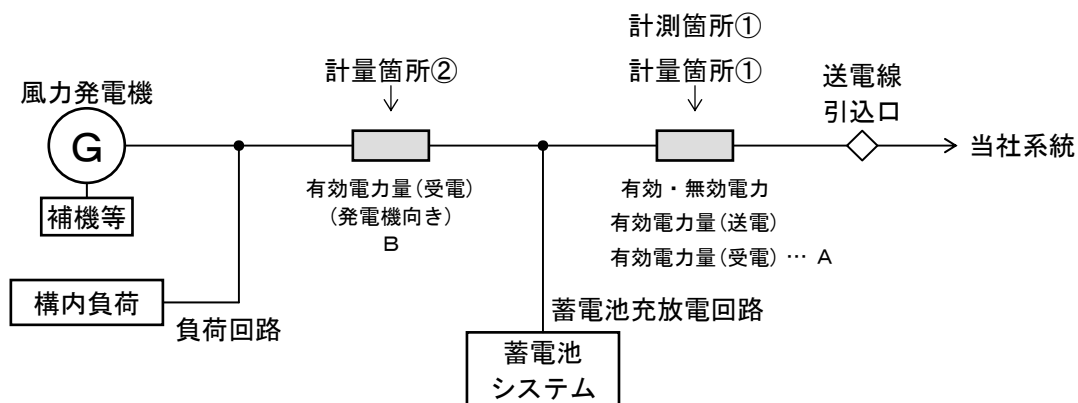 計測箇所①
計量箇所②
計量箇所①
風力発電機
送電線
引込口
G
当社系統
補機等
有効電力量(受電)
(発電機向き)
B
有効・無効電力
有効電力量(送電)
有効電力量(受電)… A
構内負荷
負荷回路
蓄電池充放電回路
蓄電池
システム